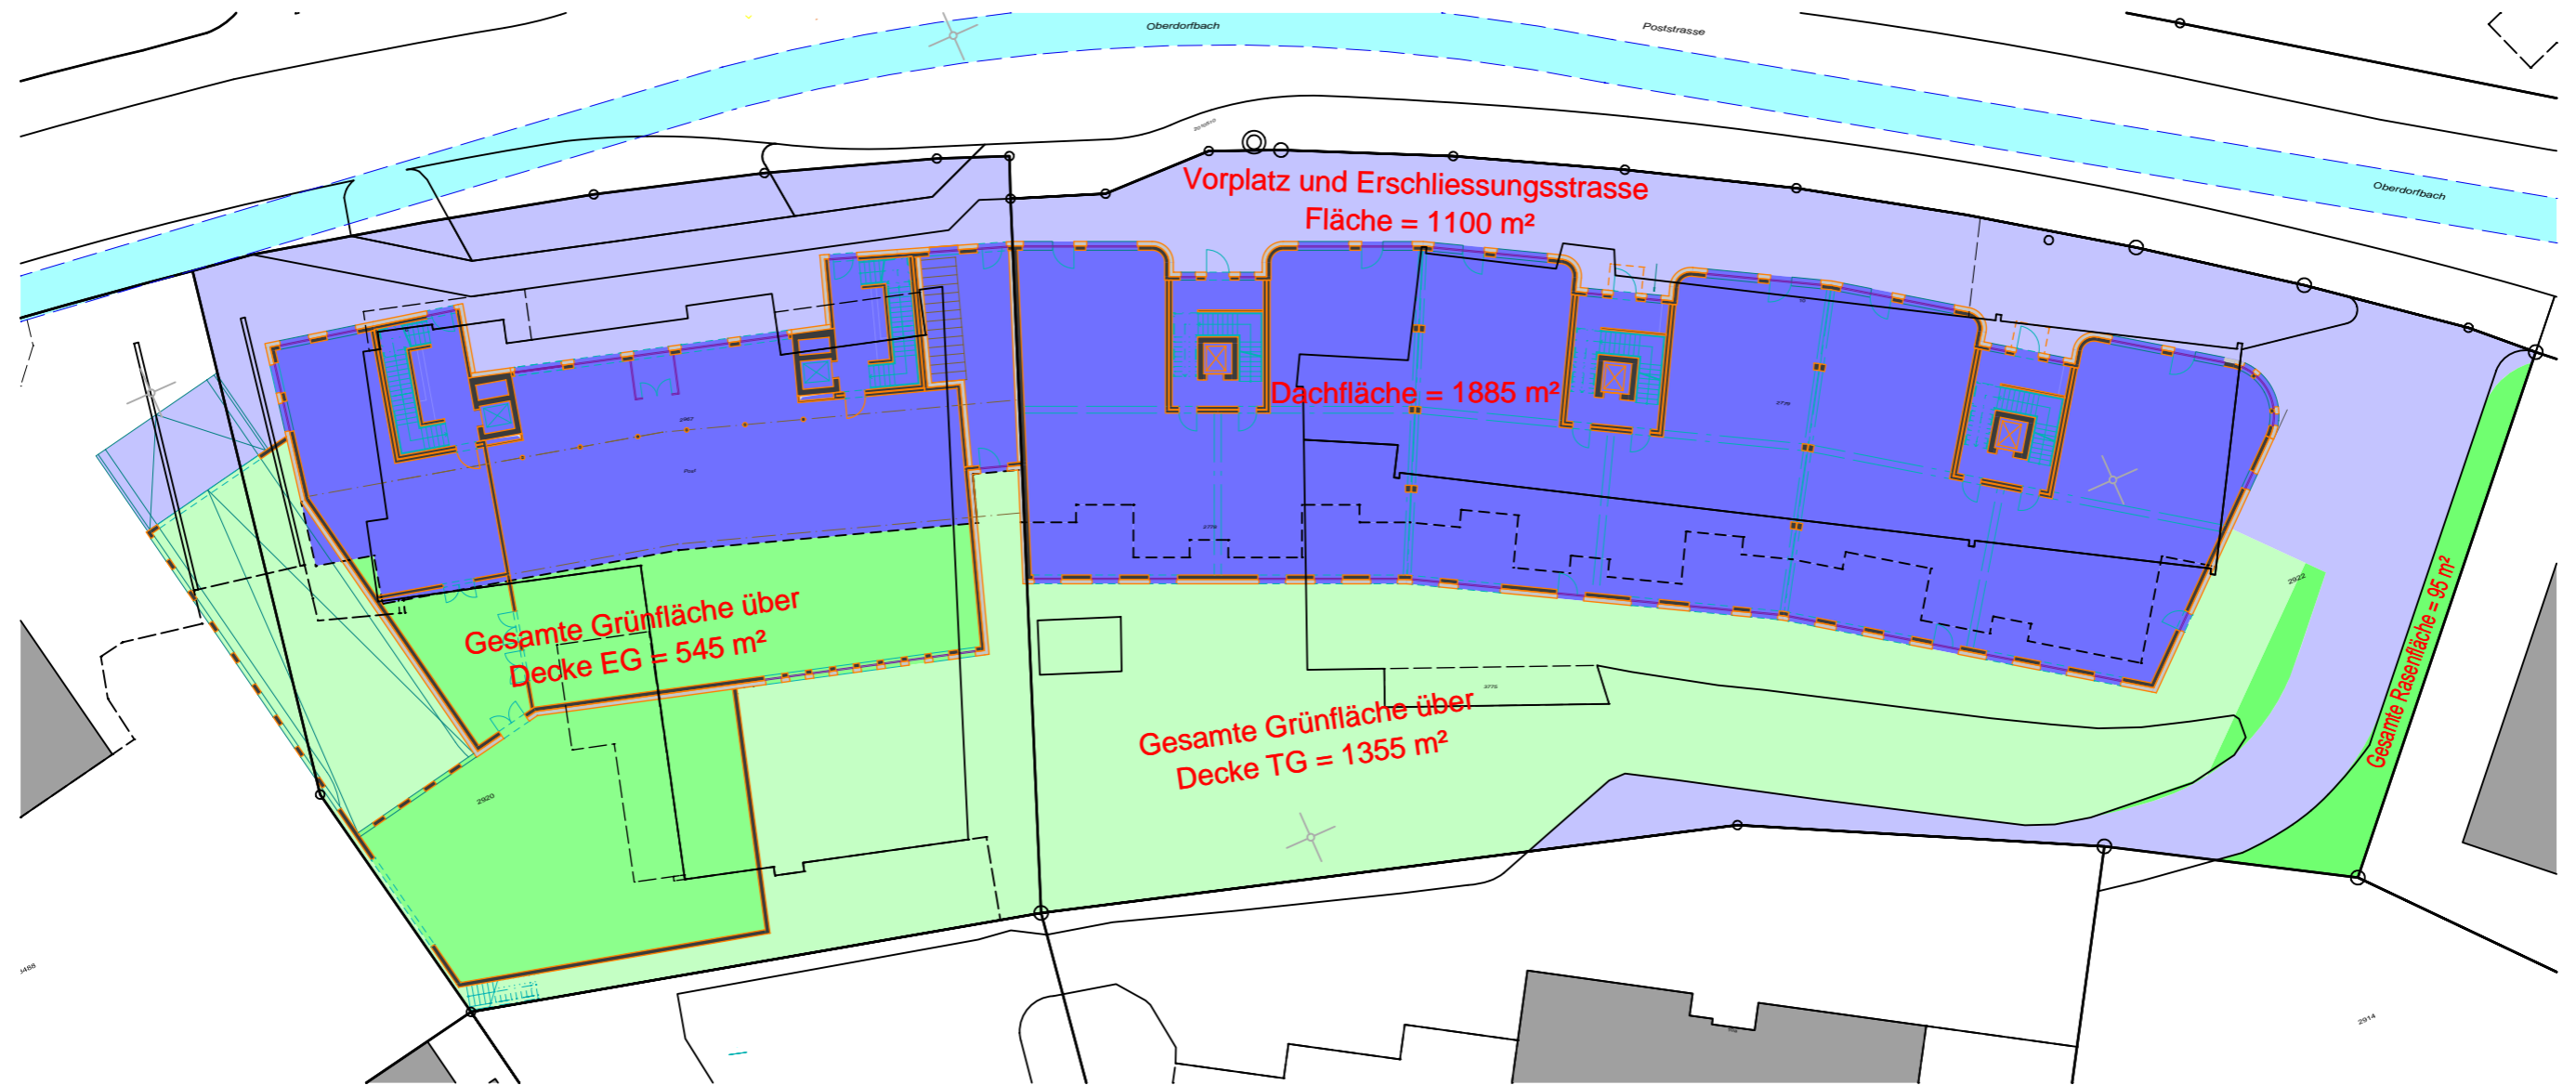 Oberdorfbach
Poststrasse
Oberdorfbach
Vorplatz und Erschliessungsstrasse
Fläche = 1100 m²
Dachfläche = 1885 m²
Post
2922
Gesamte Grünfläche über
Decke EG = 545 m²
Gesamte Rasenfläche = 95 m²
Gesamte Grünfläche über
Decke TG = 1355 m²
2920
2914